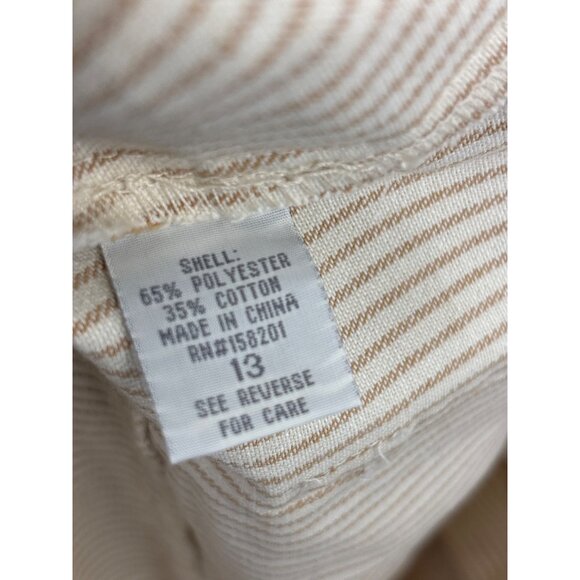 SHELL:
65% POLYESTER
35% COTTON
MADE IN CHINA
RN#158201
13
SEE REVERSE
FOR CARE